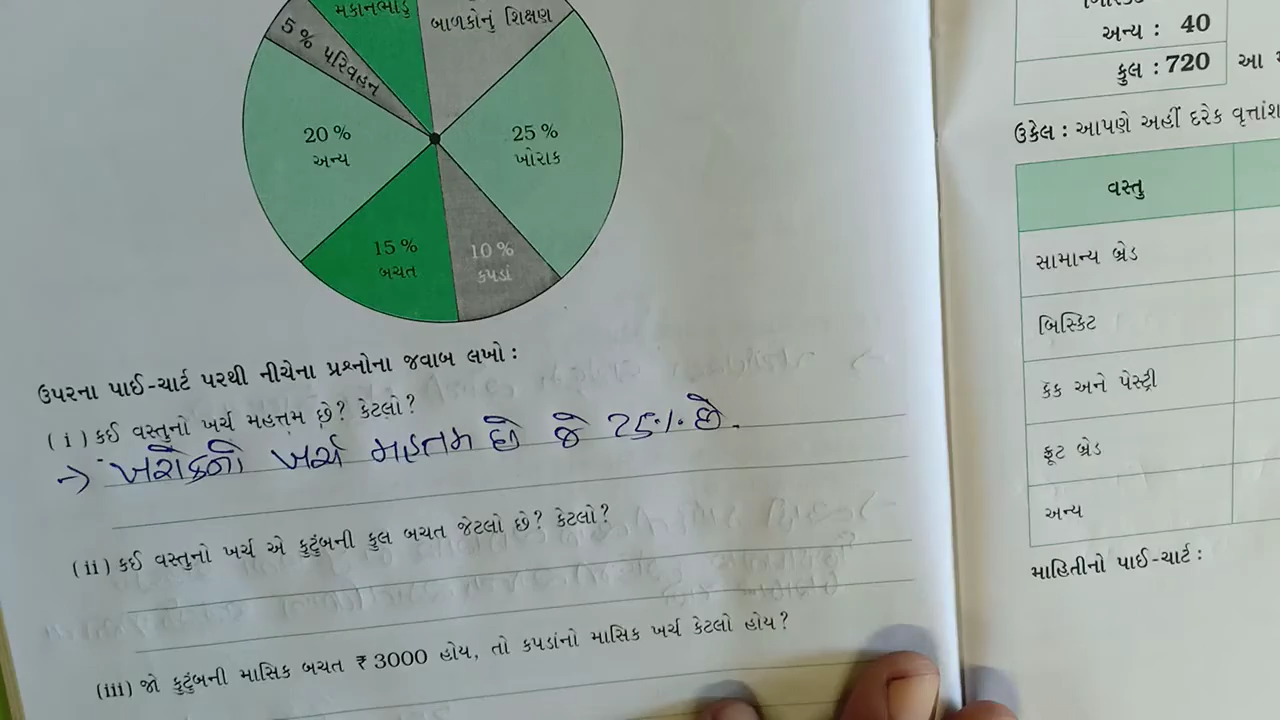 મકાનભાડું
બાળકોનું શિક્ષણ
5 % પરિવહન
20 %
અન્ય
25 %
ખોરાક
15 %
બચત
10 %
કપડાં
ઉપરના પાઈ-ચાર્ટ પરથી નીચેના પ્રશ્નોના જવાબ લખો :
(i) કઈ વસ્તુનો ખર્ચ મહત્તમ છે? કેટલો?
→ ખોરાકનો ખર્ચ મહતમ છે જે 25% છે.
(ii) કઈ વસ્તુનો ખર્ચ એ કુટુંબની કુલ બચત જેટલો છે? કેટલો?
(iii) જો કુટુંબની માસિક બચત ₹ 3000 હોય, તો કપડાંનો માસિક ખર્ચ કેટલો હોય?
અન્ય : 40
કુલ : 720
આ
ઉકેલ : આપણે અહીં દરેક વૃત્તાંશ
વસ્તુ
સામાન્ય બ્રેડ
બિસ્કિટ
કેક અને પેસ્ટ્રી
ફ્રૂટ બ્રેડ
અન્ય
માહિતીનો પાઈ-ચાર્ટ :